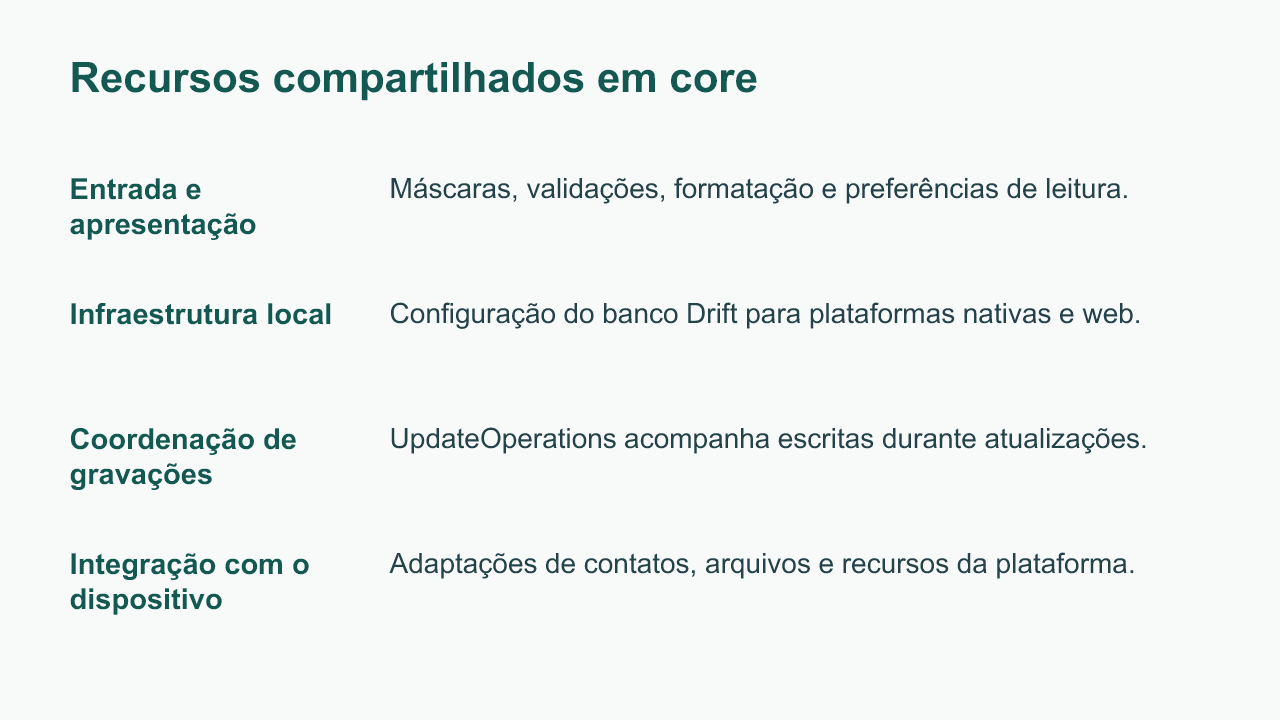 Recursos compartilhados em core
Entrada e
apresentação
Máscaras, validações, formatação e preferências de leitura.
Infraestrutura local
Configuração do banco Drift para plataformas nativas e web.
Coordenação de
gravações
UpdateOperations acompanha escritas durante atualizações.
Integração com o
dispositivo
Adaptações de contatos, arquivos e recursos da plataforma.